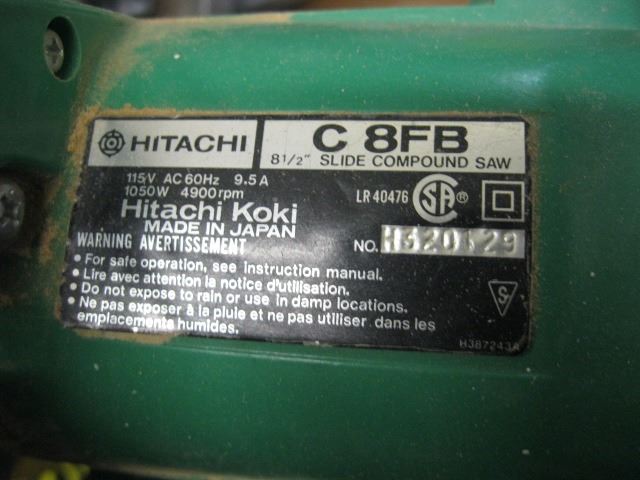 HITACHI
C 8FB
8 1/2" SLIDE COMPOUND SAW
115V AC 60Hz 9.5 A
1050W 4900rpm
LR 40476 SA ®
Hitachi Koki
MADE IN JAPAN
WARNING AVERTISSEMENT
NO.
• For safe operation, see instruction manual.
• Lire avec attention la notice d'utilisation.
• Do not expose to rain or use in damp locations.
• Ne pas exposer à la pluie et ne pas utiliser dans les
emplacements humides.
S